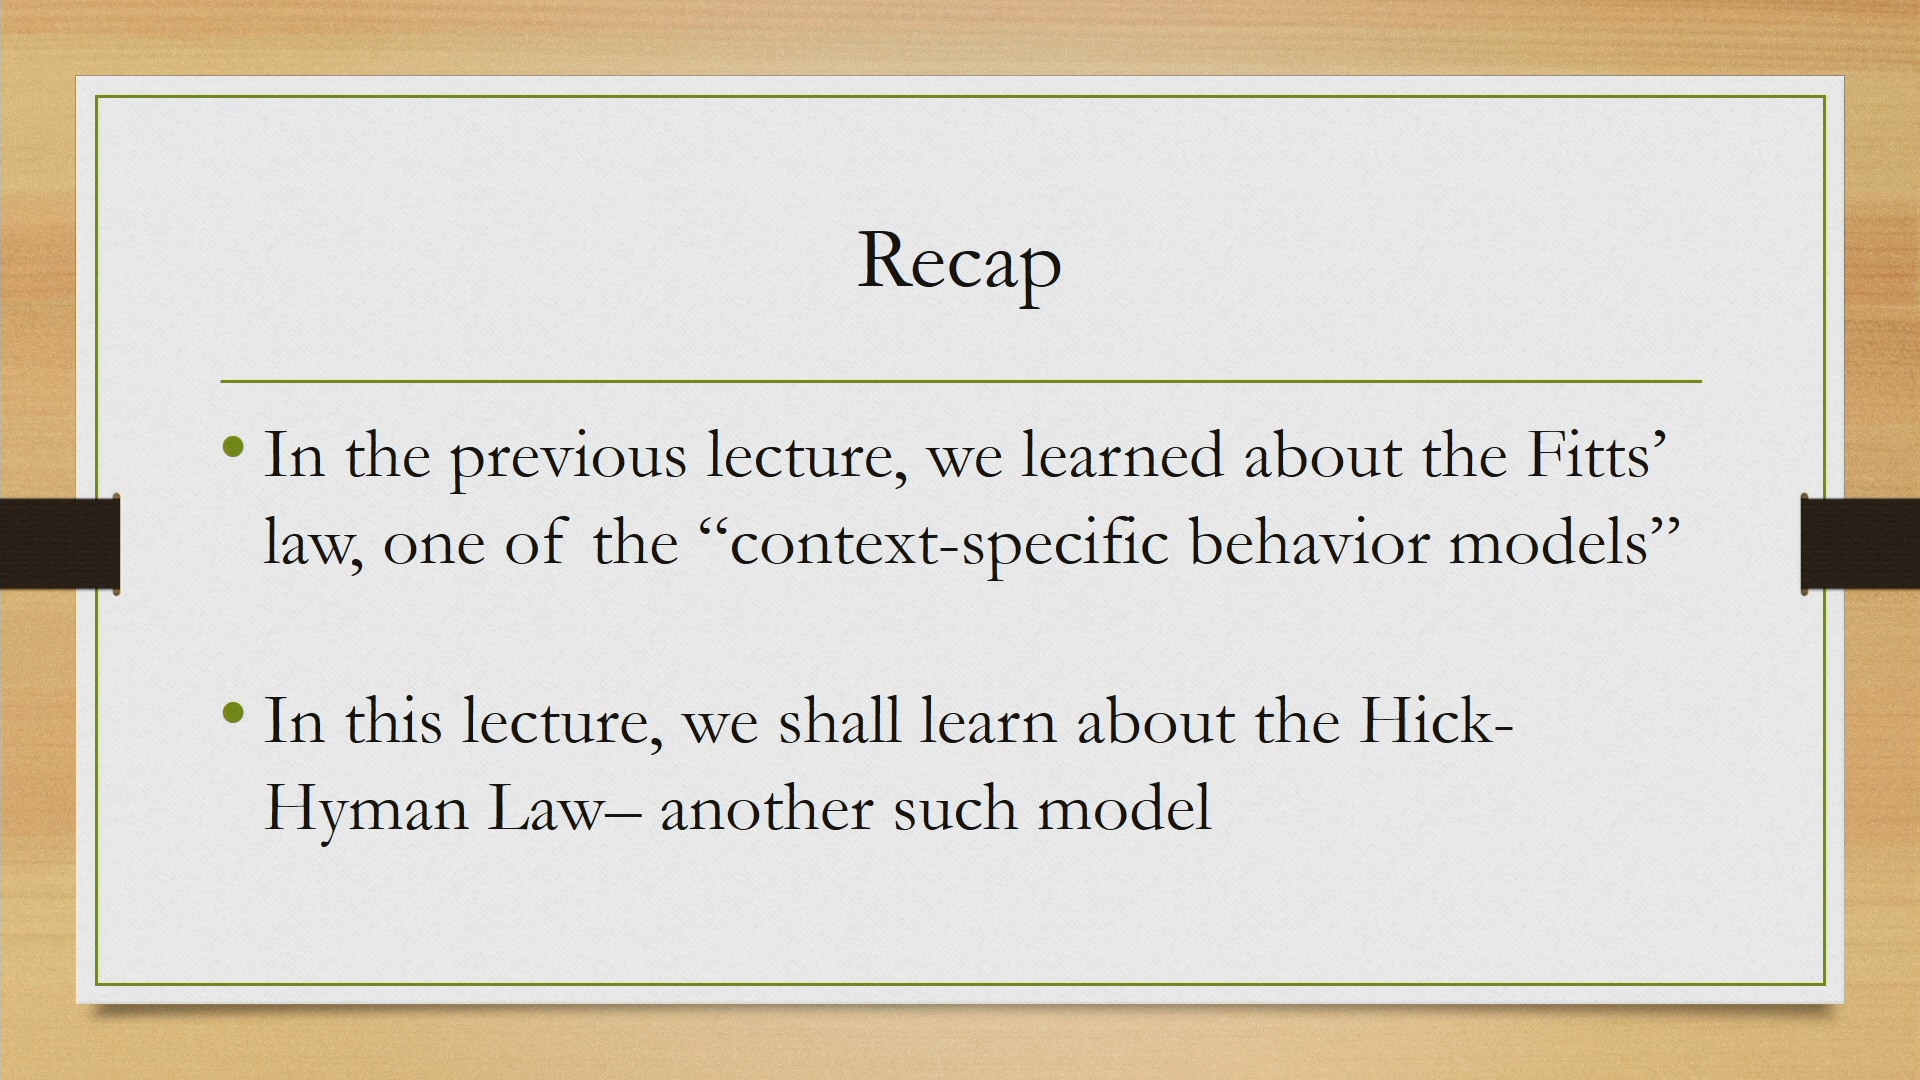 Recap
• In the previous lecture, we learned about the Fitts’
law, one of the “context-specific behavior models”
• In this lecture, we shall learn about the Hick-
Hyman Law– another such model